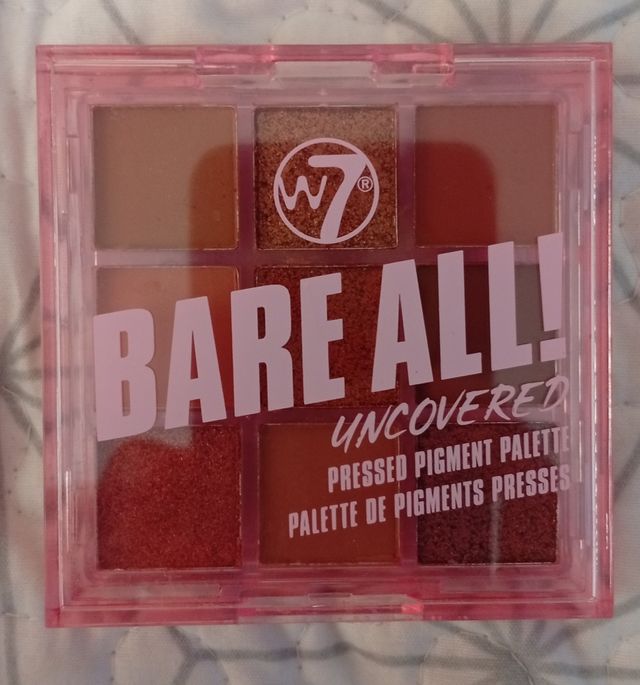 W7®
BARE ALL!
UNCOVERED
PRESSED PIGMENT PALETTE
PALETTE DE PIGMENTS PRESSES